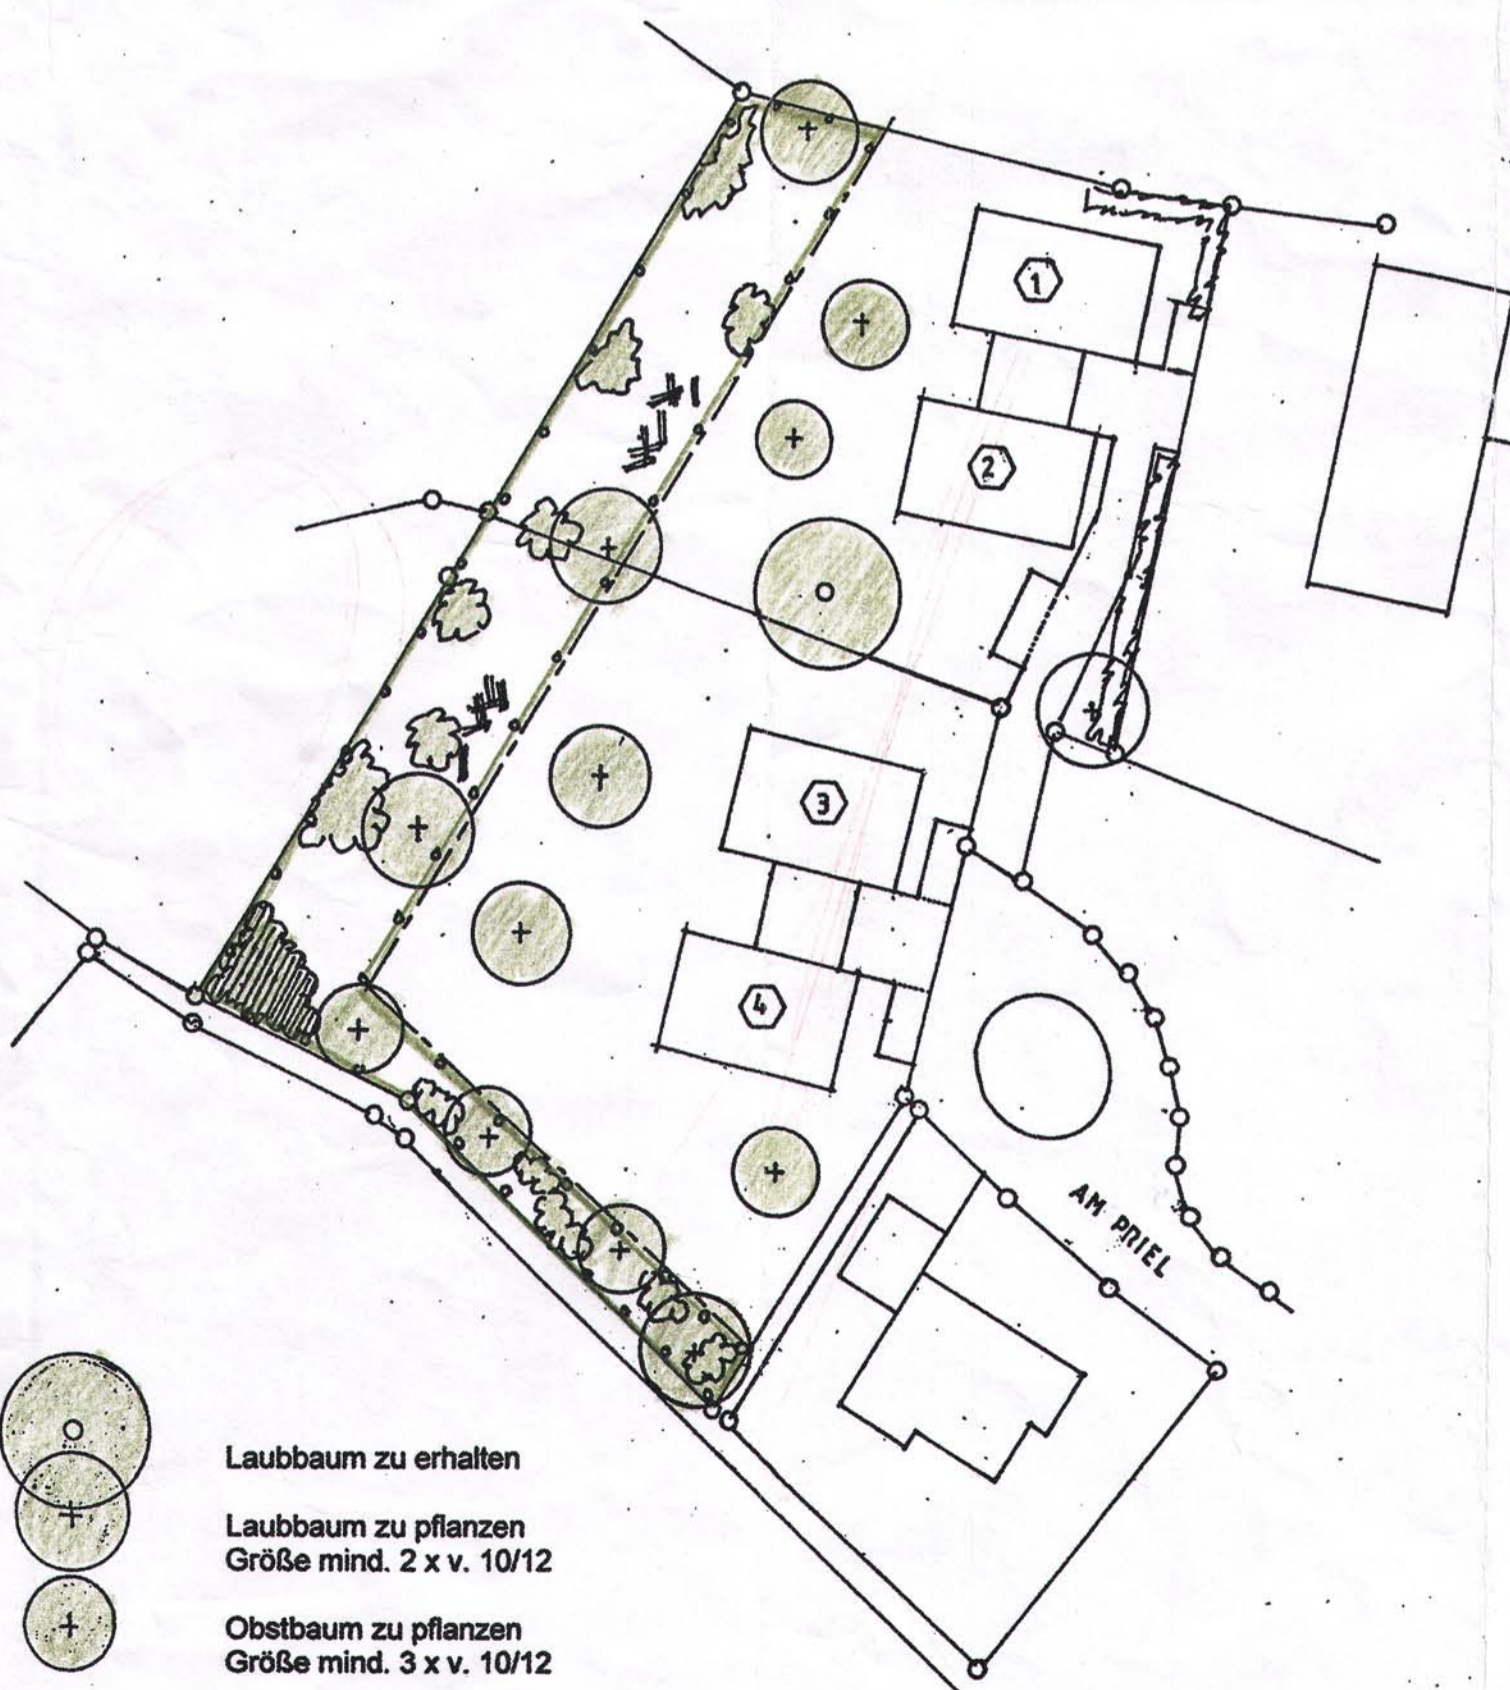 1
2
3
4
AM PRIEL
Laubbaum zu erhalten
Laubbaum zu pflanzen
Größe mind. 2 x v. 10/12
Obstbaum zu pflanzen
Größe mind. 3 x v. 10/12